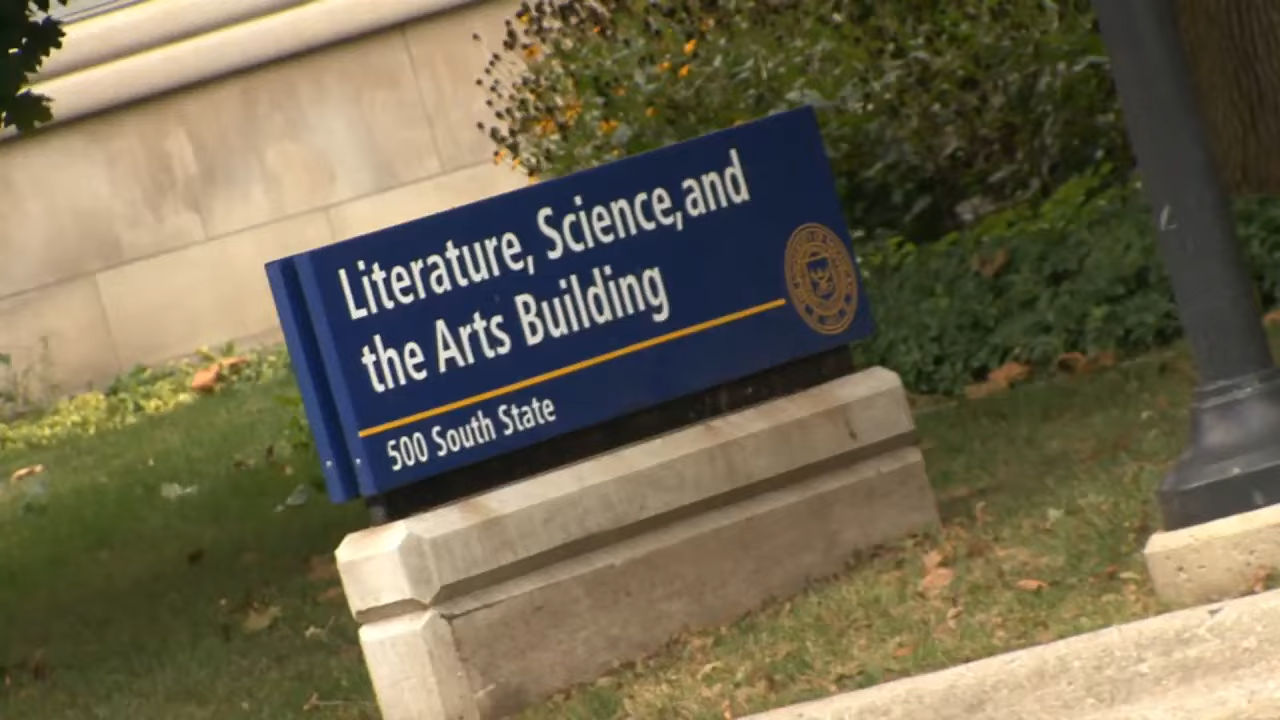 Literature, Science, and
the Arts Building
500 South State